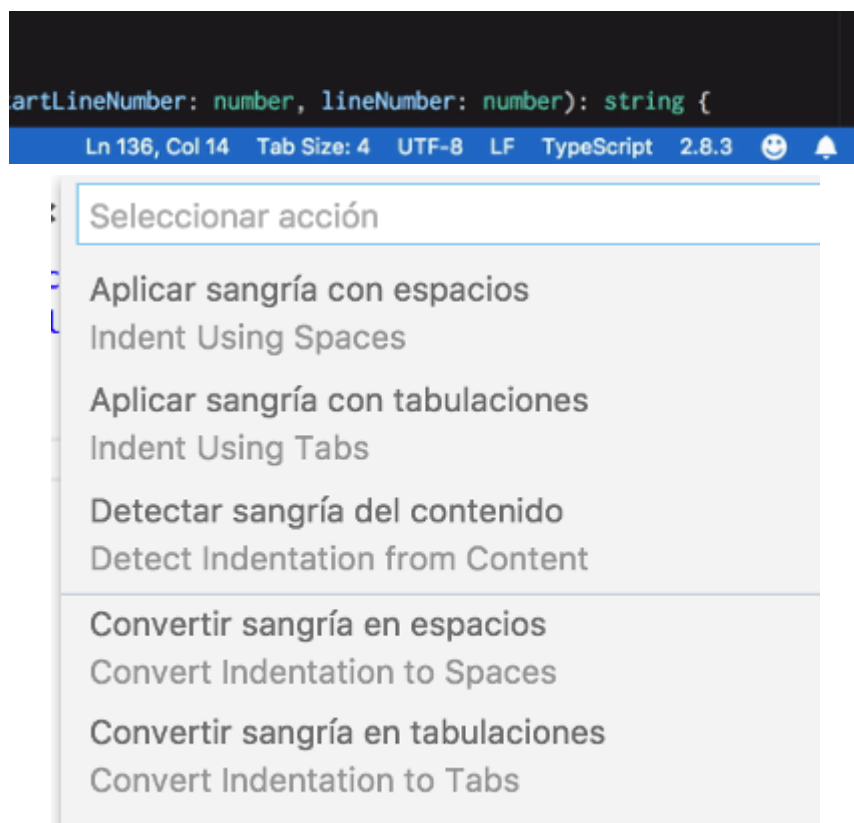 artLineNumber: number, lineNumber: number): string {
Ln 136, Col 14 Tab Size: 4 UTF-8 LF TypeScript 2.8.3
Seleccionar acción
Aplicar sangría con espacios
Indent Using Spaces
Aplicar sangría con tabulaciones
Indent Using Tabs
Detectar sangría del contenido
Detect Indentation from Content
Convertir sangría en espacios
Convert Indentation to Spaces
Convertir sangría en tabulaciones
Convert Indentation to Tabs